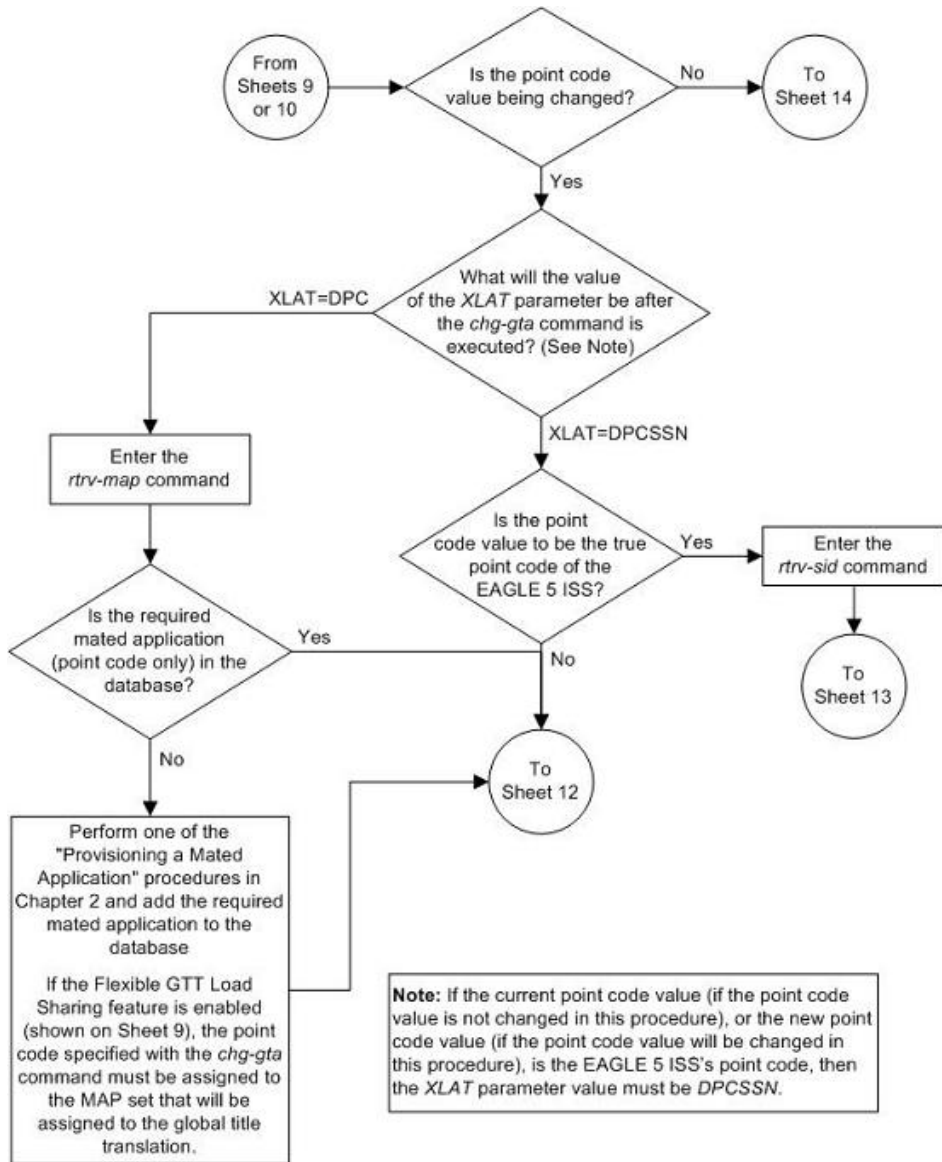 From
Sheets 9
or 10
Is the point code
value being changed?
No
To
Sheet 14
Yes
What will the value
of the XLAT parameter be after
the chg-gta command is
executed? (See Note)
XLAT=DPC
XLAT=DPCSSN
Enter the
rtrv-map command
Is the point
code value to be the true
point code of the
EAGLE 5 ISS?
Yes
Enter the
rtrv-sid command
Is the required
mated application
(point code only) in the
database?
Yes
No
To
Sheet 13
No
To
Sheet 12
Perform one of the
"Provisioning a Mated
Application" procedures in
Chapter 2 and add the required
mated application to the
database
If the Flexible GTT Load
Sharing feature is enabled
(shown on Sheet 9), the point
code specified with the chg-gta
command must be assigned to
the MAP set that will be
assigned to the global title
translation.
Note: If the current point code value (if the point code
value is not changed in this procedure), or the new point
code value (if the point code value will be changed in
this procedure), is the EAGLE 5 ISS's point code, then
the XLAT parameter value must be DPCSSN.